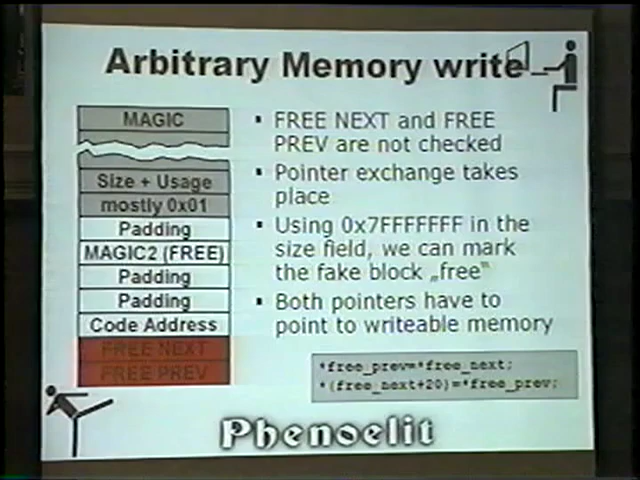 Arbitrary Memory write
MAGIC
Size + Usage
mostly 0x01
Padding
MAGIC2 (FREE)
Padding
Padding
Code Address
FREE NEXT
FREE PREV
▪ FREE NEXT and FREE
PREV are not checked
▪ Pointer exchange takes
place
▪ Using 0x7FFFFFFF in the
size field, we can mark
the fake block „free“
▪ Both pointers have to
point to writeable memory
*free_prev=*free_next;
*(free_next+20)=*free_prev;
Phenoelit